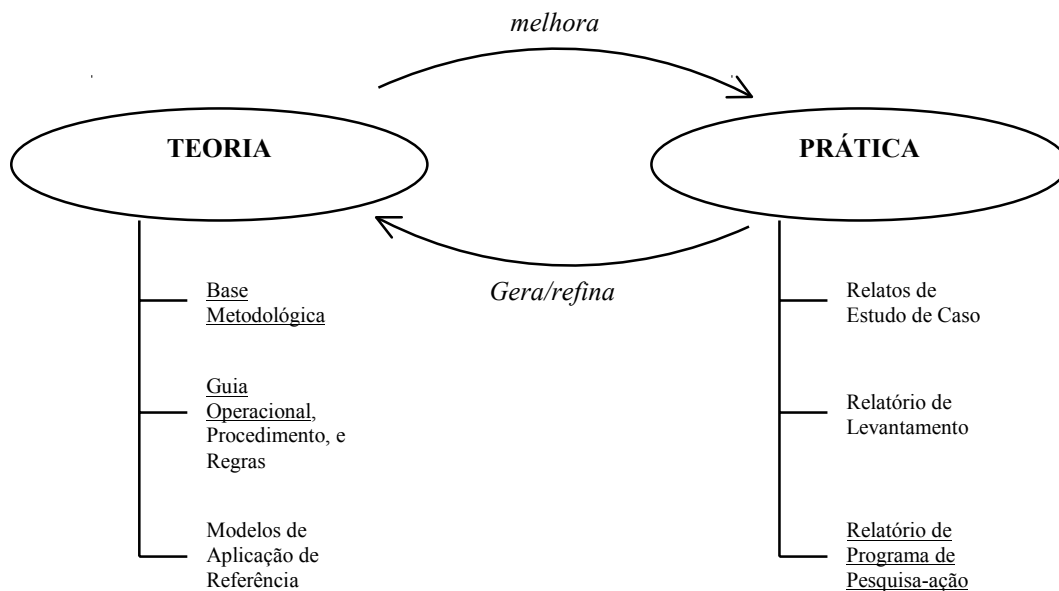 melhora
TEORIA
PRÁTICA
Gera/refina
Base
Metodológica
Guia
Operacional,
Procedimento, e
Regras
Modelos de
Aplicação de
Referência
Relatos de
Estudo de Caso
Relatório de
Levantamento
Relatório de
Programa de
Pesquisa-ação